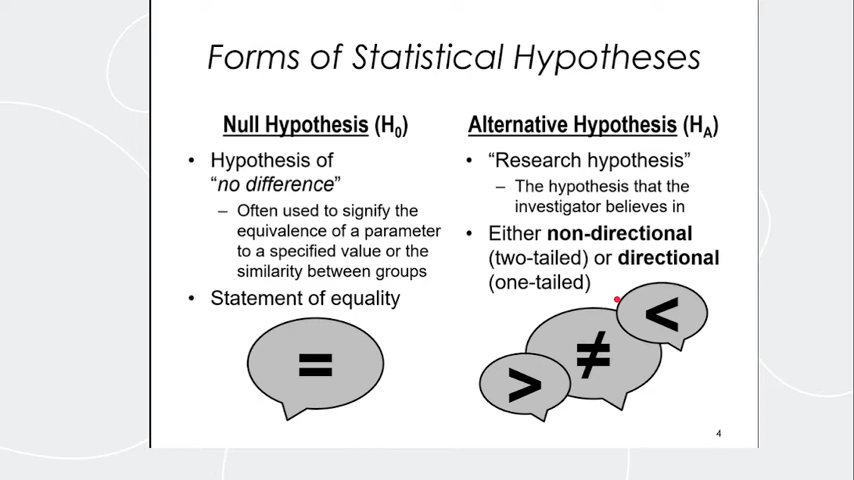 Forms of Statistical Hypotheses
Null Hypothesis (H0)
• Hypothesis of
“no difference”
– Often used to signify the
equivalence of a parameter
to a specified value or the
similarity between groups
• Statement of equality
=
Alternative Hypothesis (HA)
• “Research hypothesis”
– The hypothesis that the
investigator believes in
• Either non-directional
(two-tailed) or directional
(one-tailed)
<
≠
>
4